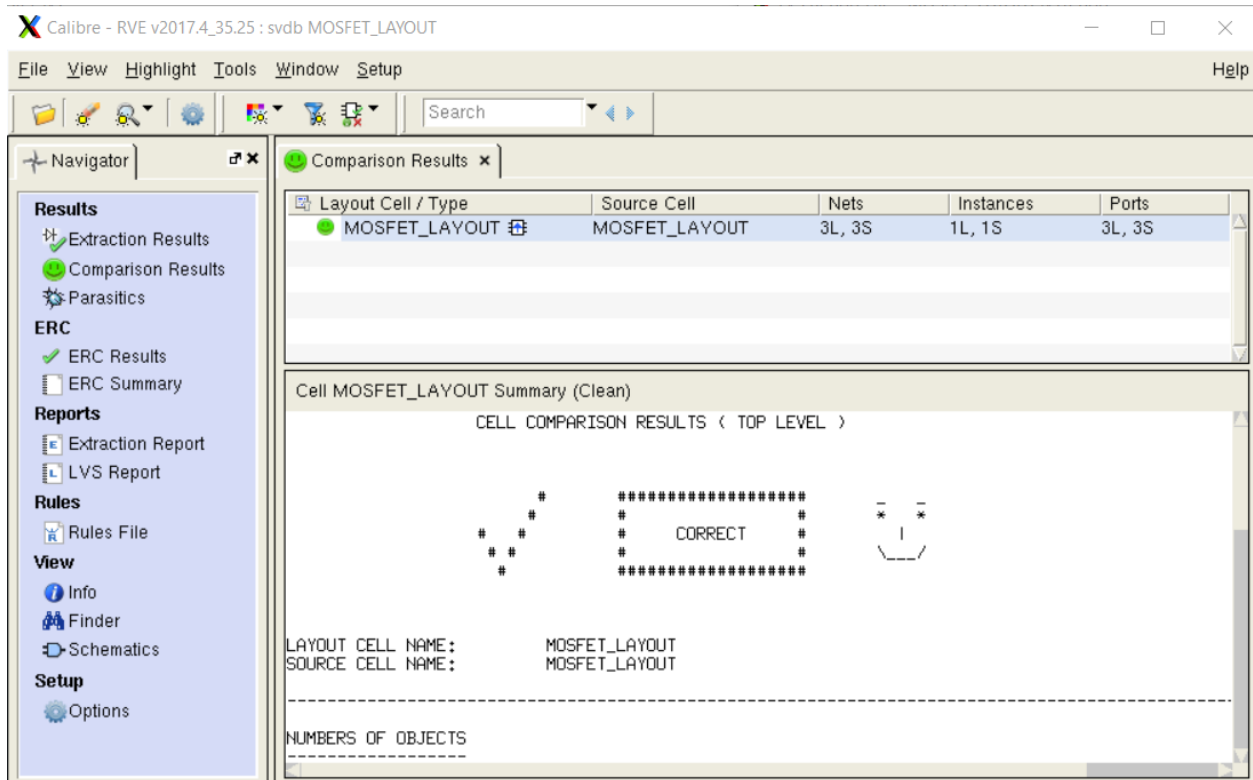 Calibre - RVE v2017.4_35.25 : svdb MOSFET_LAYOUT
File View Highlight Tools Window Setup Help
Search
Navigator
Results
Extraction Results
Comparison Results
Parasitics
ERC
ERC Results
ERC Summary
Reports
Extraction Report
LVS Report
Rules
Rules File
View
Info
Finder
Schematics
Setup
Options
Comparison Results
Layout Cell / Type Source Cell Nets Instances Ports
MOSFET_LAYOUT MOSFET_LAYOUT 3L, 3S 1L, 1S 3L, 3S
Cell MOSFET_LAYOUT Summary (Clean)
CELL COMPARISON RESULTS ( TOP LEVEL )
# ################### _ _
# # # * *
# # # CORRECT # |
# # # # \___/
# ###################
LAYOUT CELL NAME: MOSFET_LAYOUT
SOURCE CELL NAME: MOSFET_LAYOUT
NUMBERS OF OBJECTS